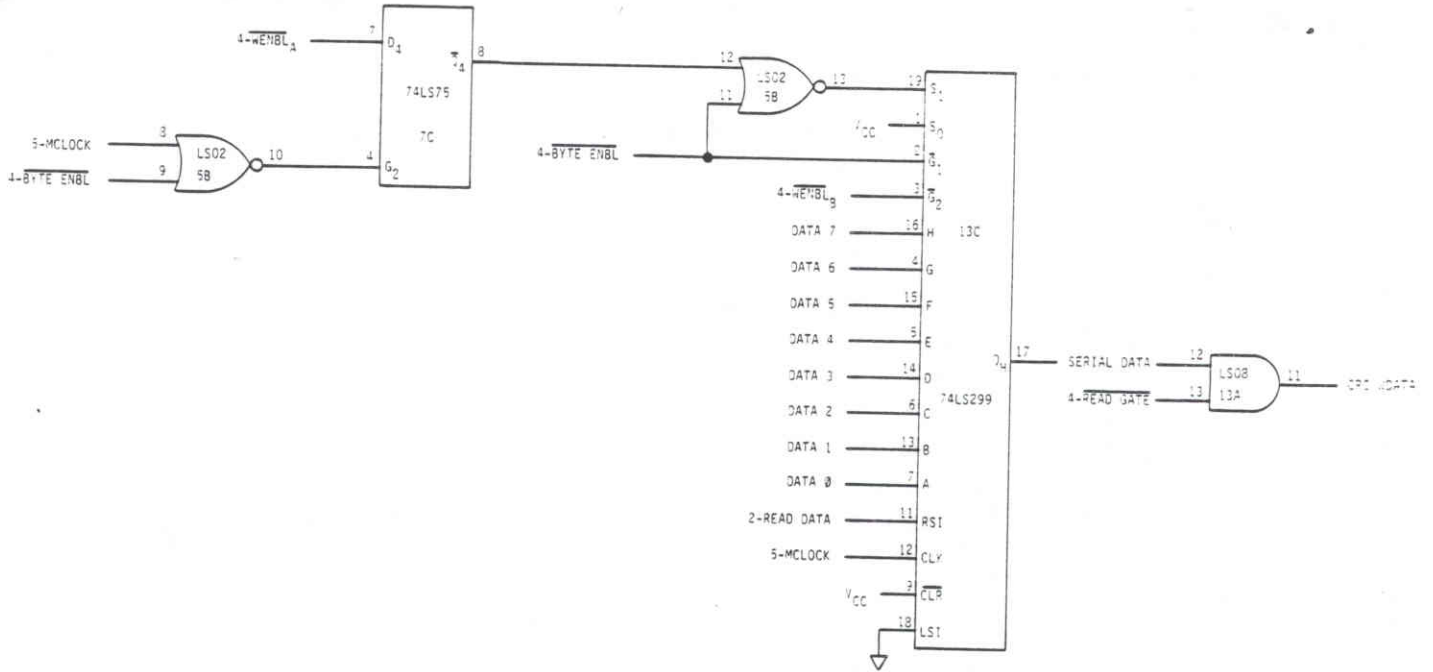 4-WENBL_A 7 D4 Q4 8
74LS75
7C
5-MCLOCK 8 LS02 10 4 G2
4-BYTE ENBL 9 5B
12 LS02 13 19 S1
11 5B
VCC 1 S0
4-BYTE ENBL 2 G1
4-WENBL_B 3 G2
DATA 7 16 H 13C
DATA 6 4 G
DATA 5 15 F
DATA 4 5 E
DATA 3 14 D
DATA 2 6 C
DATA 1 13 B
DATA 0 7 A
74LS299
17 SERIAL DATA 12 LS08 11
4-READ GATE 13 13A
2-READ DATA 11 RSI
5-MCLOCK 12 CLK
VCC 9 CLR
18 LSI